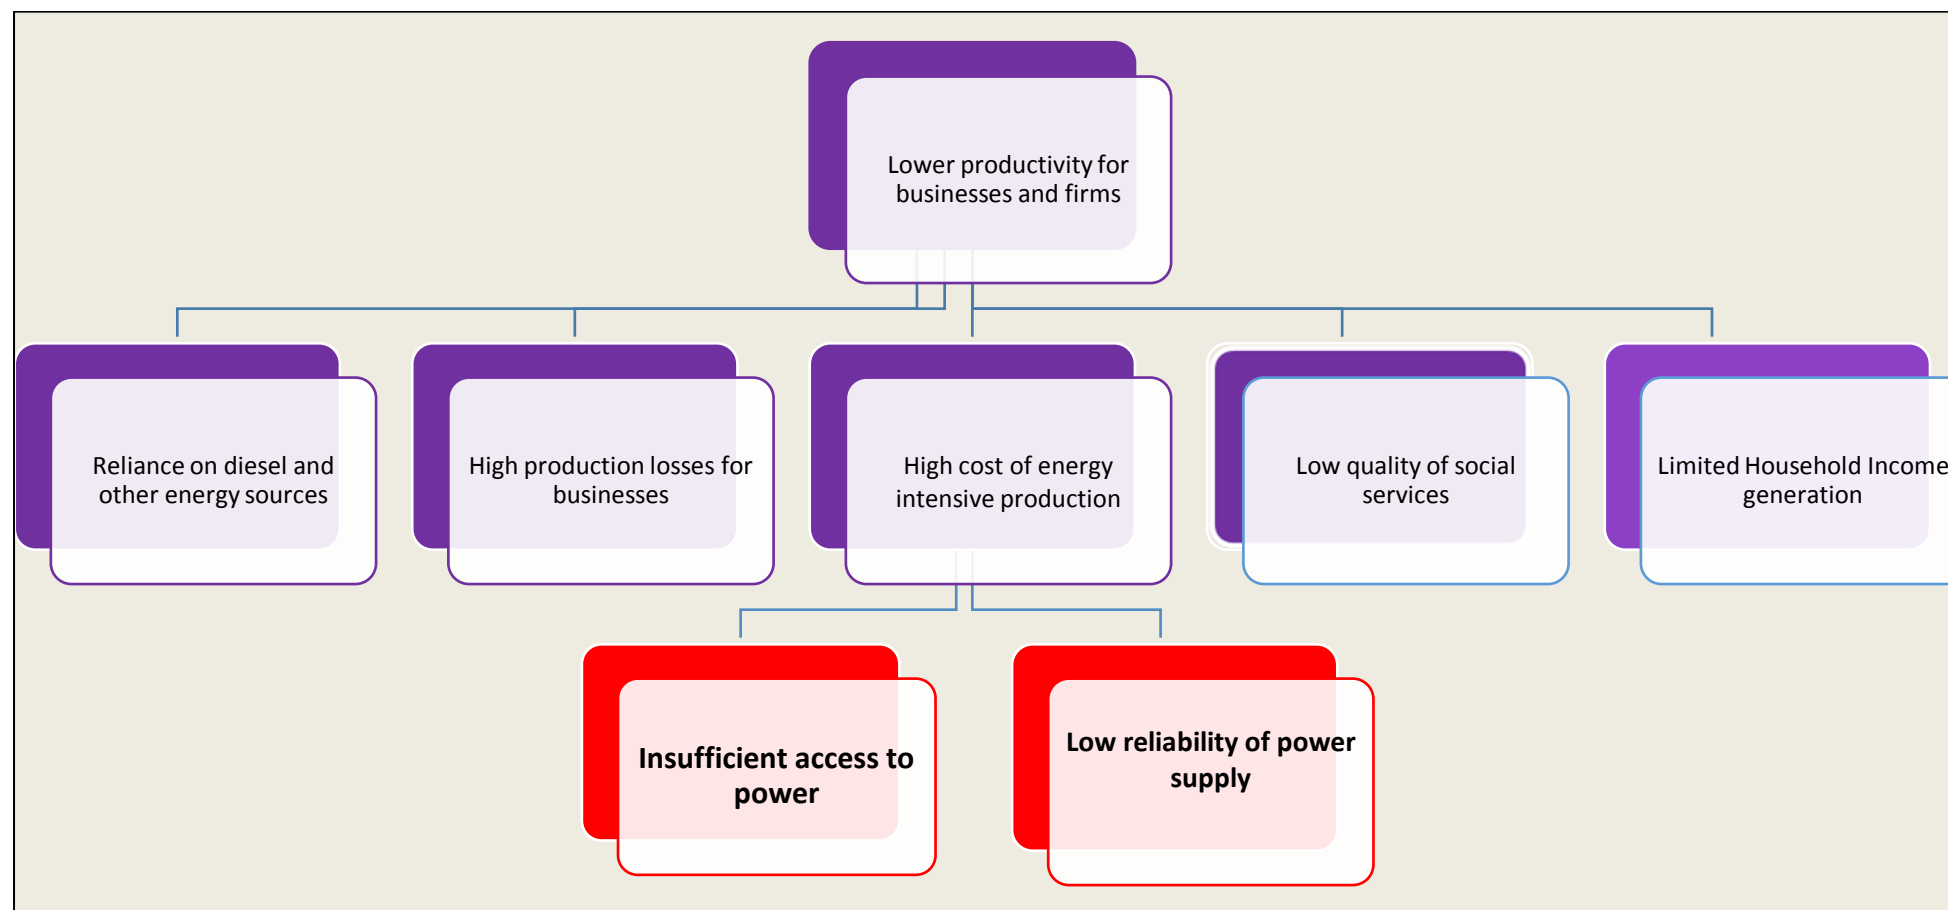 Lower productivity for
businesses and firms
Reliance on diesel and
other energy sources
High production losses for
businesses
High cost of energy
intensive production
Low quality of social
services
Limited Household Income
generation
Insufficient access to
power
Low reliability of power
supply